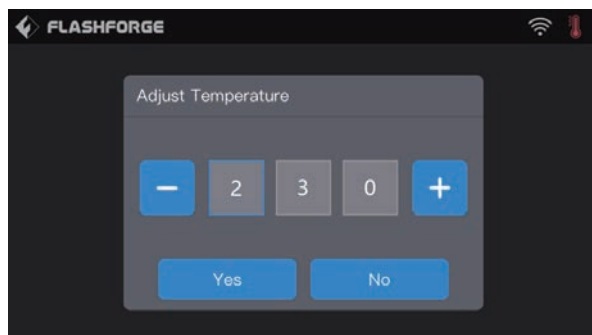 FLASHFORGE
Adjust Temperature
− 2 3 0 +
Yes No